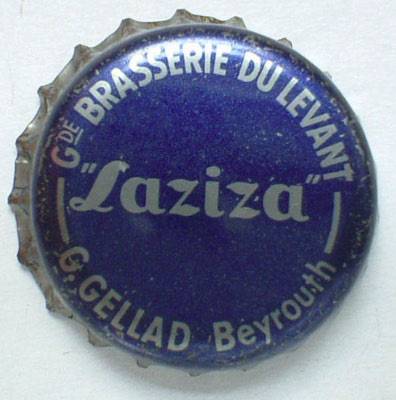 Gde BRASSERIE DU LEVANT
"Laziza"
G. GELLAD Beyrouth